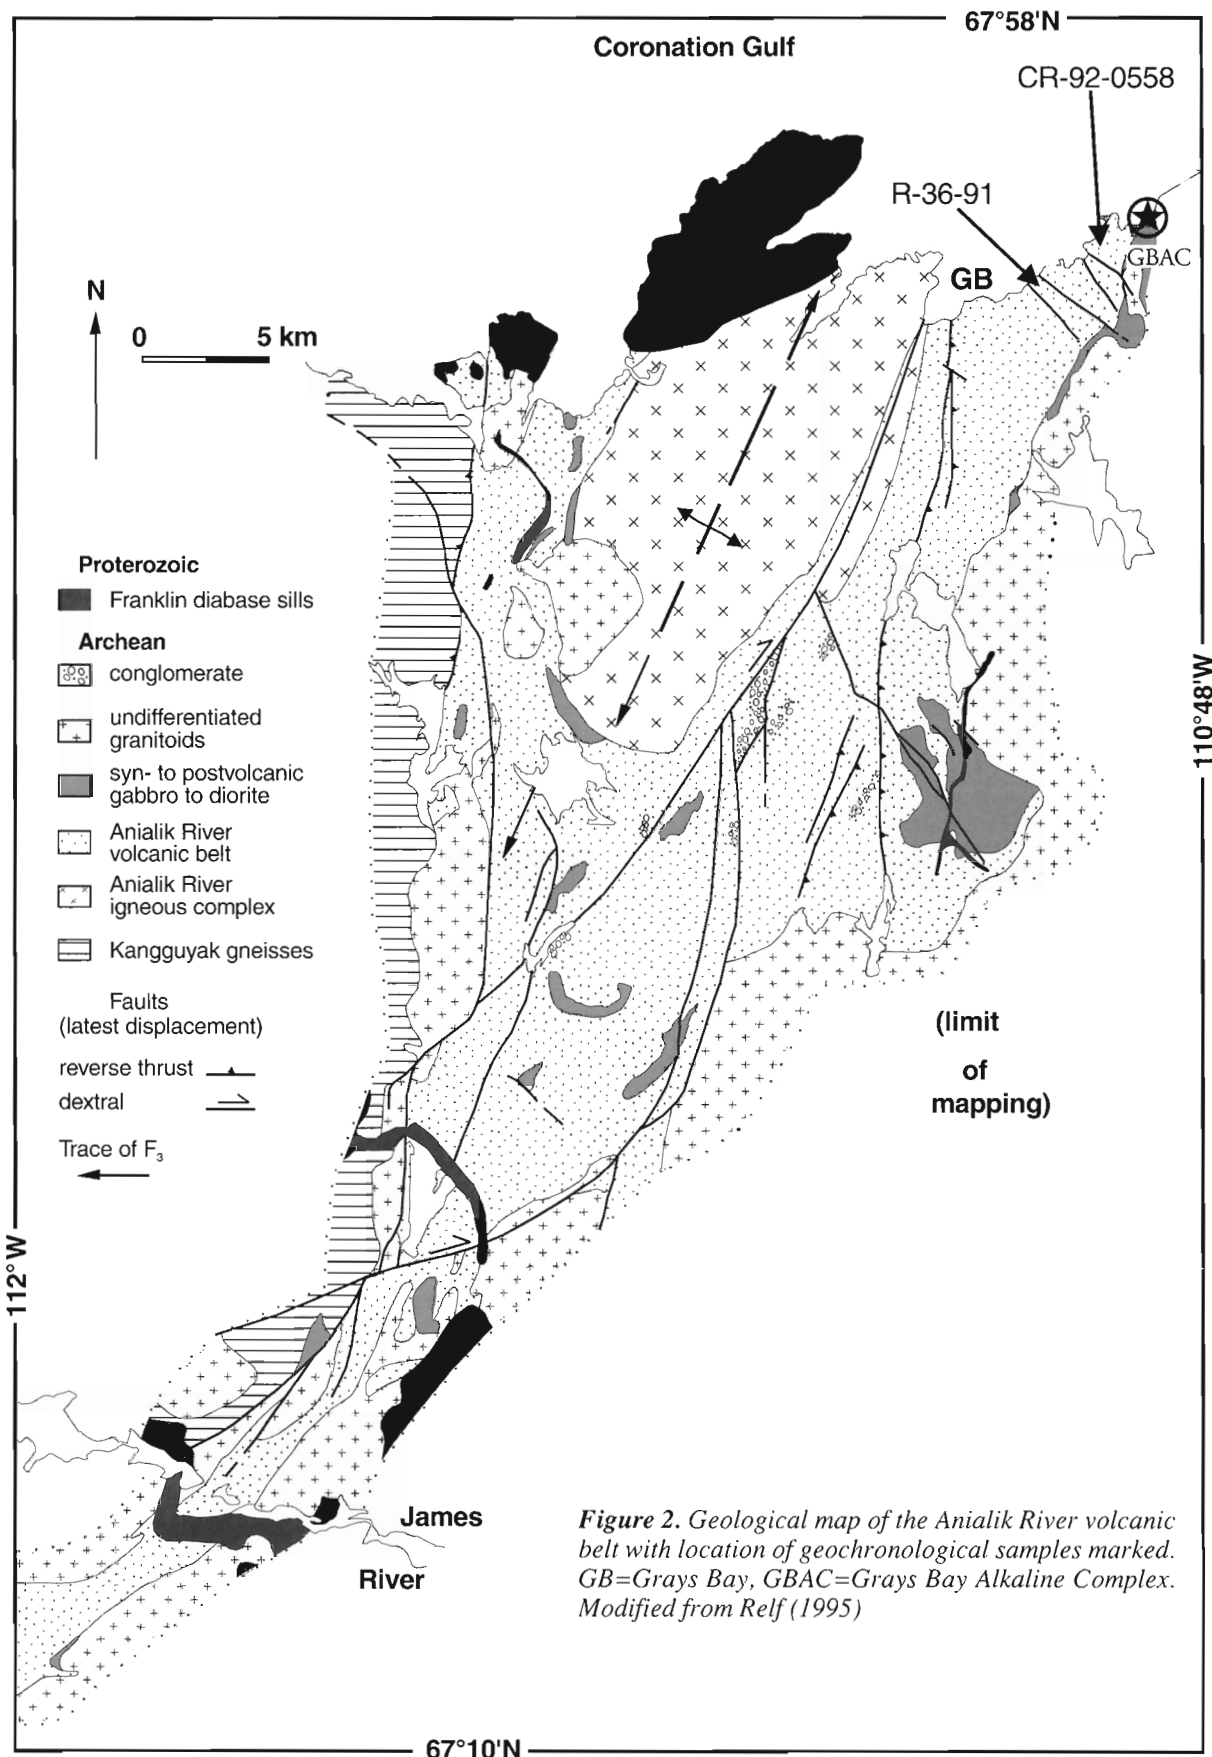 67°58'N
Coronation Gulf
CR-92-0558
R-36-91
GBAC
GB
N
0 5 km
Proterozoic
Franklin diabase sills
Archean
conglomerate
undifferentiated
granitoids
syn- to postvolcanic
gabbro to diorite
Anialik River
volcanic belt
Anialik River
igneous complex
Kangguyak gneisses
Faults
(latest displacement)
reverse thrust
dextral
Trace of F3
110°48'W
(limit
of
mapping)
112°W
James
River
Figure 2. Geological map of the Anialik River volcanic
belt with location of geochronological samples marked.
GB=Grays Bay, GBAC=Grays Bay Alkaline Complex.
Modified from Relf (1995)
67°10'N